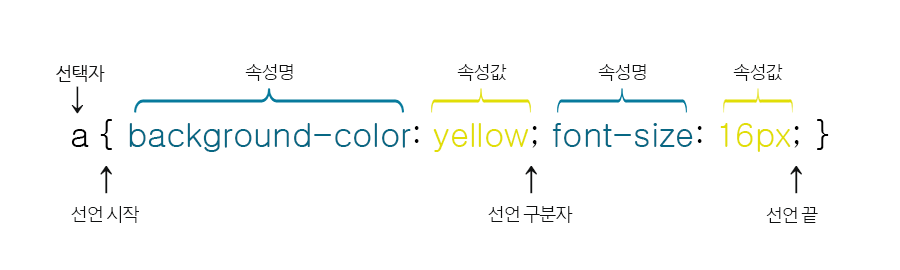 선택자 속성명 속성값 속성명 속성값
a { background-color: yellow; font-size: 16px; }
선언 시작 선언 구분자 선언 끝